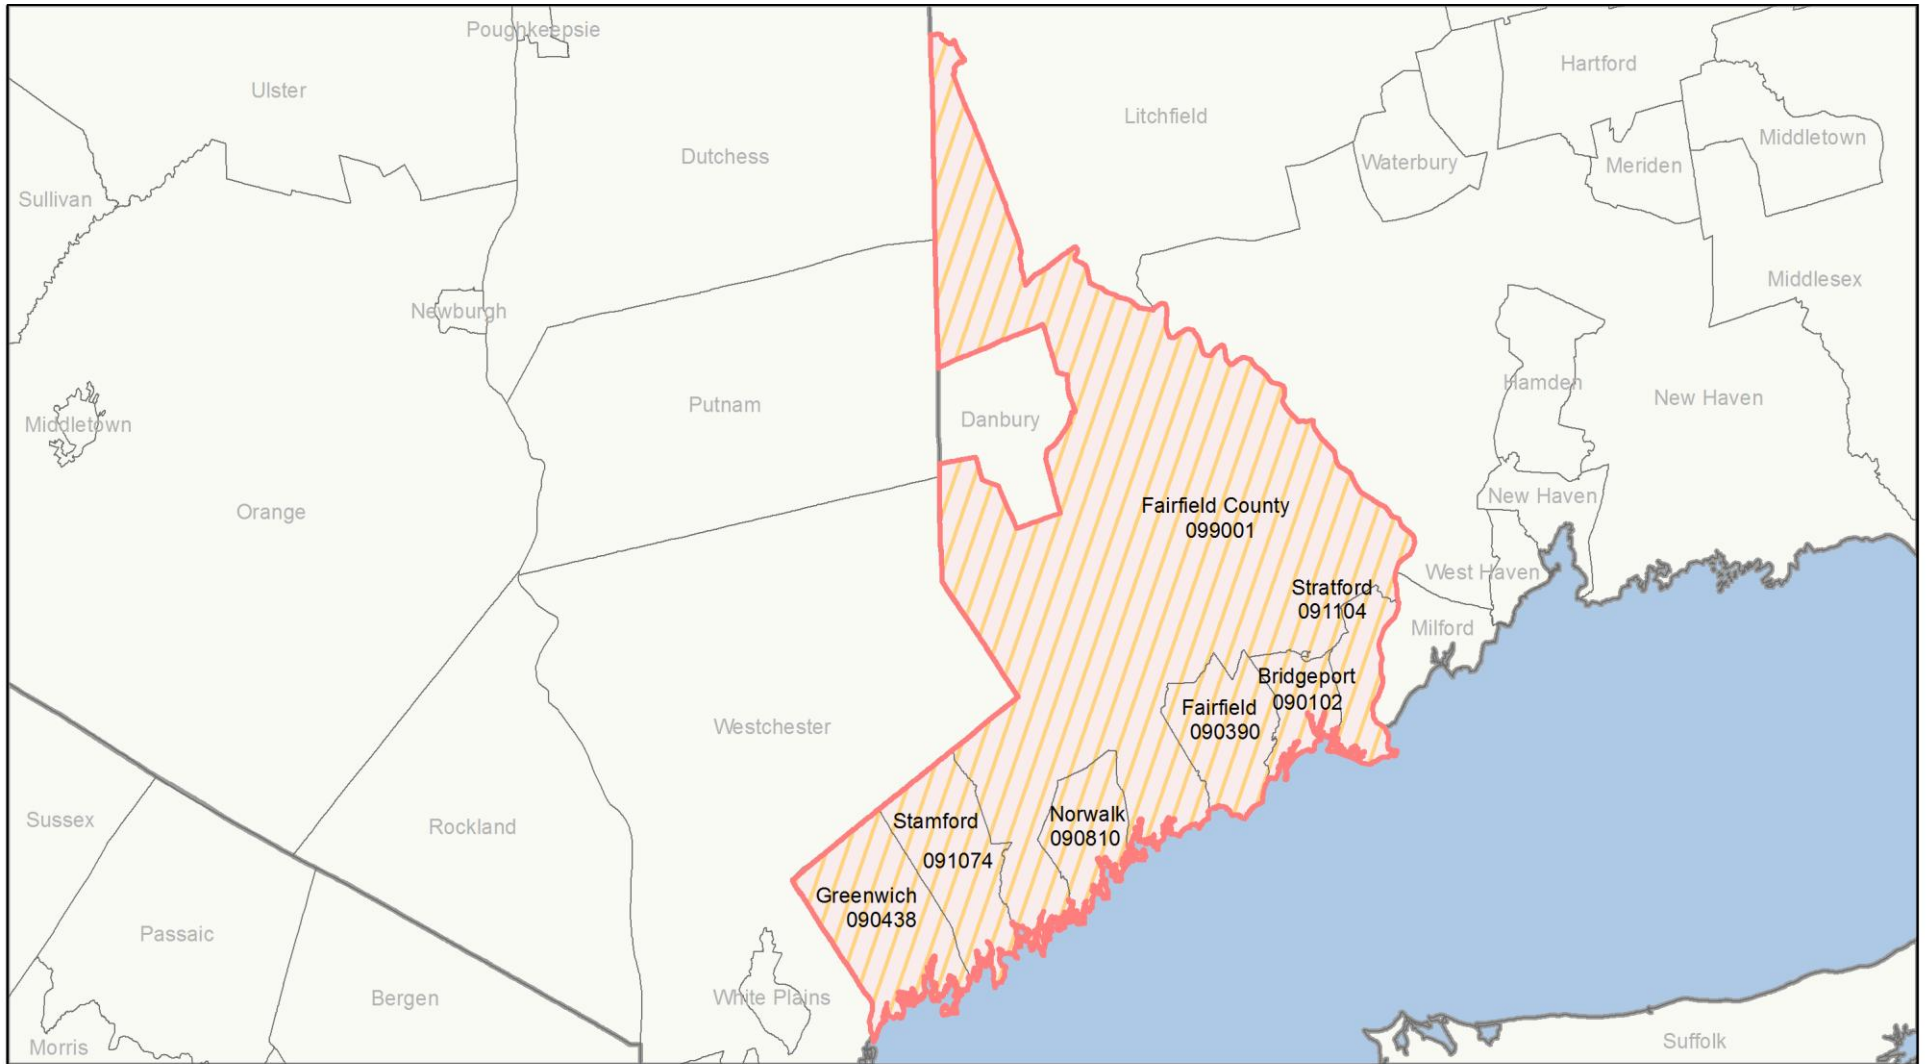 Poughkeepsie
Hartford
Ulster
Litchfield
Middletown
Dutchess
Waterbury
Meriden
Sullivan
Middlesex
Newburgh
Hamden
New Haven
Putnam
Danbury
Middletown
New Haven
Fairfield County
099001
Orange
West Haven
Stratford
091104
Milford
Bridgeport
090102
Fairfield
090390
Westchester
Norwalk
090810
Stamford
091074
Sussex
Rockland
Greenwich
090438
Passaic
Bergen
White Plains
Morris
Suffolk